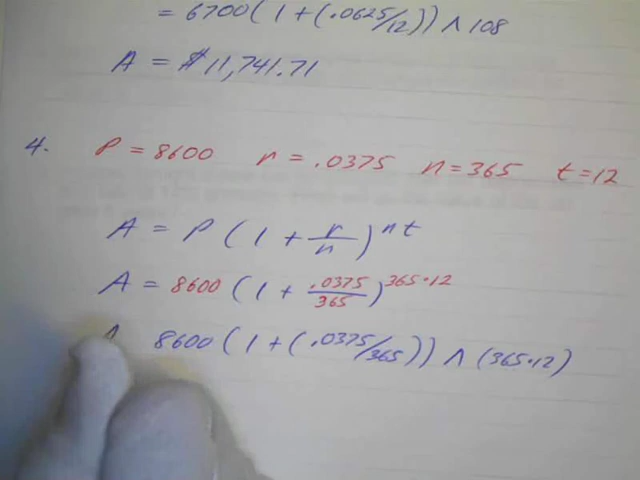 = 6700(1+(.0625/12))∧108
A = $11,741.71
4. P = 8600 r = .0375 n = 365 t = 12
A = P(1 + r/n)^nt
A = 8600(1 + .0375/365)^365·12
8600(1+(.0375/365))∧(365·12)